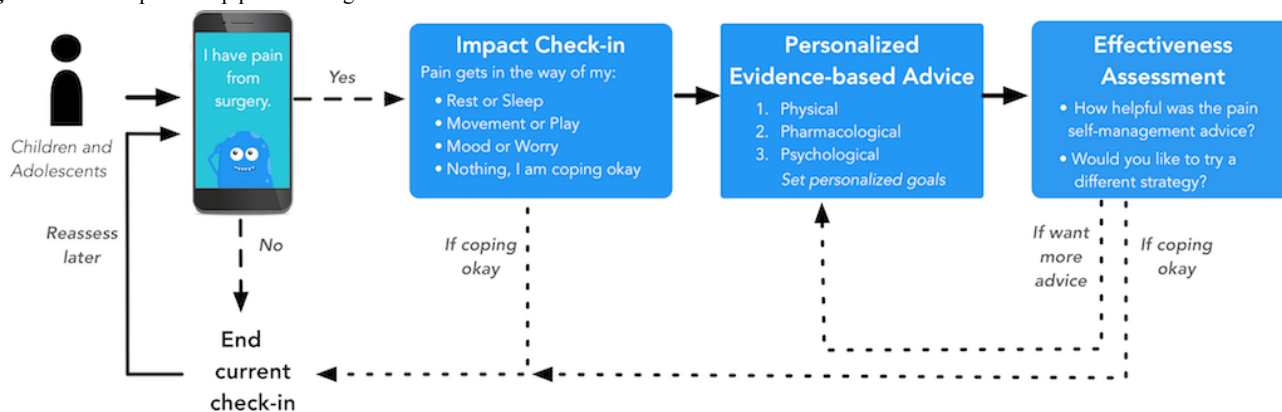 I have pain
from
surgery.
Yes
Children and
Adolescents
Reassess
later
No
End
current
check-in
Impact Check-in
Pain gets in the way of my:
• Rest or Sleep
• Movement or Play
• Mood or Worry
• Nothing, I am coping okay
If coping
okay
Personalized
Evidence-based Advice
1. Physical
2. Pharmacological
3. Psychological
Set personalized goals
Effectiveness
Assessment
• How helpful was the pain
self-management advice?
• Would you like to try a
different strategy?
If want
more
advice
If coping
okay